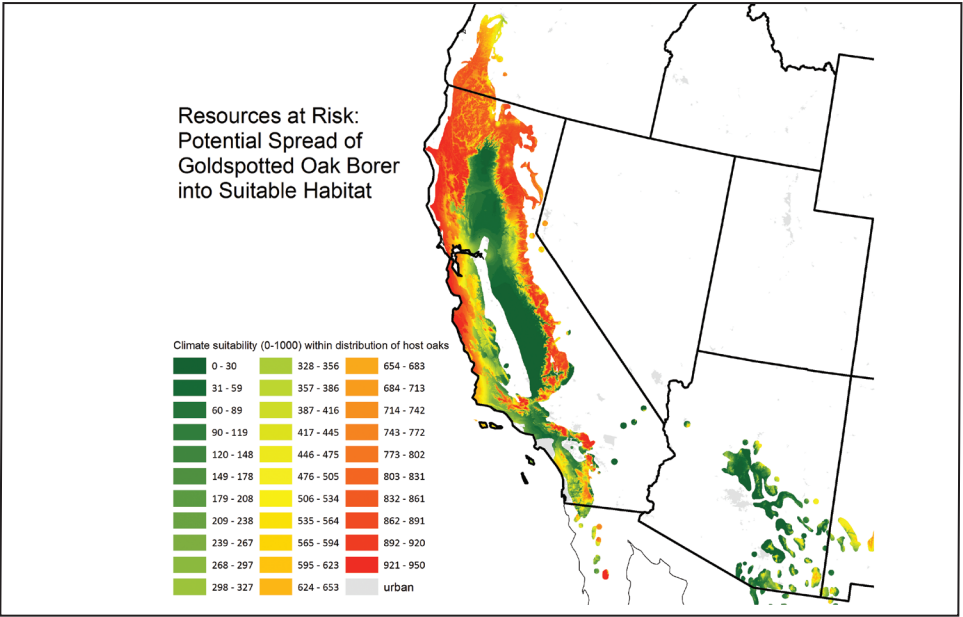 Resources at Risk:
Potential Spread of
Goldspotted Oak Borer
into Suitable Habitat
Climate suitability (0-1000) within distribution of host oaks
0 - 30
31 - 59
60 - 89
90 - 119
120 - 148
149 - 178
179 - 208
209 - 238
239 - 267
268 - 297
298 - 327
328 - 356
357 - 386
387 - 416
417 - 445
446 - 475
476 - 505
506 - 534
535 - 564
565 - 594
595 - 623
624 - 653
654 - 683
684 - 713
714 - 742
743 - 772
773 - 802
803 - 831
832 - 861
862 - 891
892 - 920
921 - 950
urban